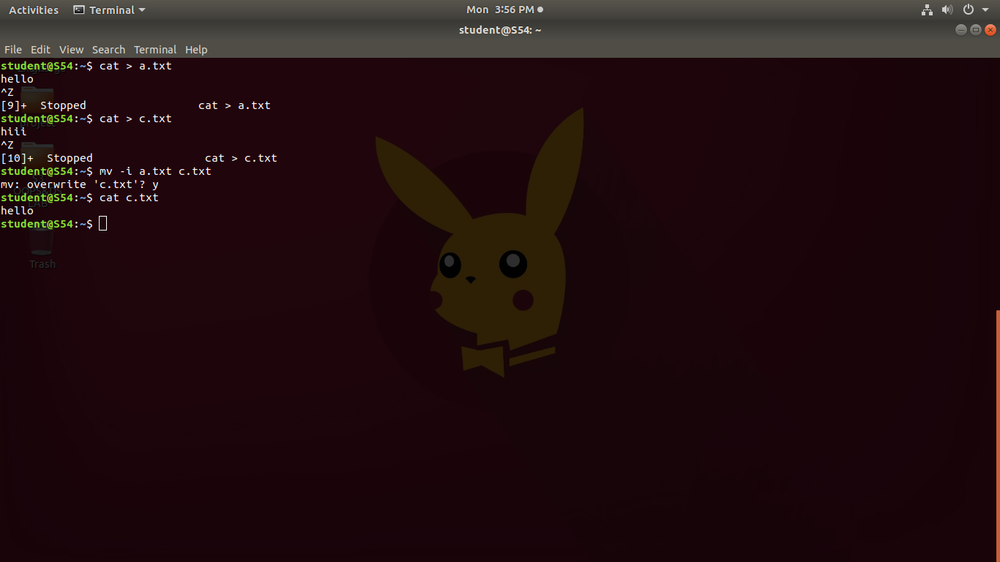 Activities Terminal Mon 3:56 PM
student@S54: ~
File Edit View Search Terminal Help
student@S54:~$ cat > a.txt
hello
^Z
[9]+  Stopped                 cat > a.txt
student@S54:~$ cat > c.txt
project
hiii
^Z
[10]+  Stopped                 cat > c.txt
student@S54:~$ mv -i a.txt c.txt
mv: overwrite 'c.txt'? y
student@S54:~$ cat c.txt
LAB
hello
student@S54:~$
Trash